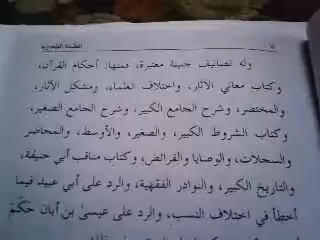 العقيدة الطحاوية
وله تصانيف جليلة معتبرة، فمنها: أحكام القرآن،
وكتاب معاني الآثار، واختلاف العلماء، ومشكل الآثار،
والمختصر، وشرح الجامع الكبير، وشرح الجامع الصغير،
وكتاب الشروط الكبير، والصغير، والأوسط، والمحاضر
والسجلات، والوصايا والفرائض، وكتاب مناقب أبي حنيفة،
والتاريخ الكبير، والنوادر الفقهية، والرد على أبي عبيد فيما
أخطأ في اختلاف النسب، والرد على عيسى بن أبان حكم